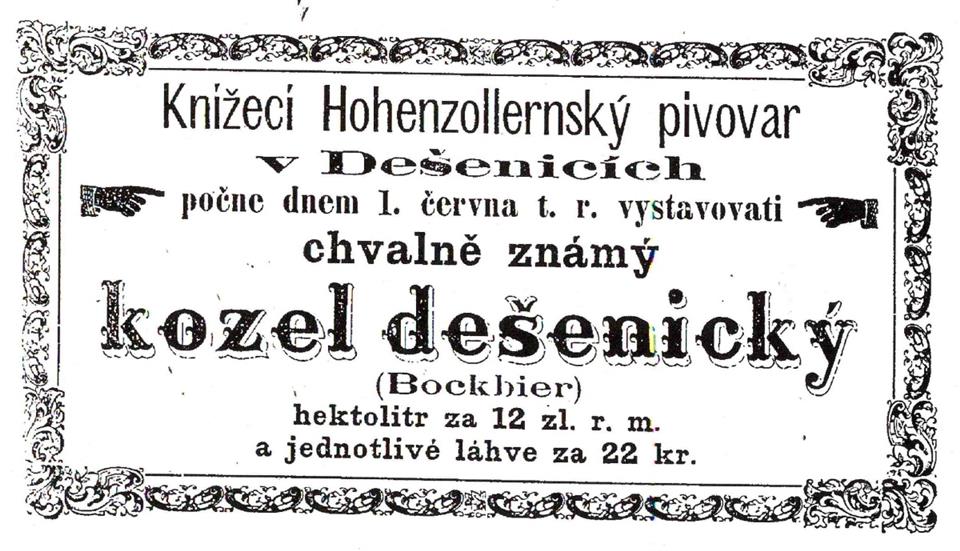 Knížecí Hohenzollernský pivovar
v Dešenicích
počne dnem 1. června t. r. vystavovati
chvalně známý
kozel dešenický
(Bockbier)
hektolitr za 12 zl. r. m.
a jednotlivé láhve za 22 kr.